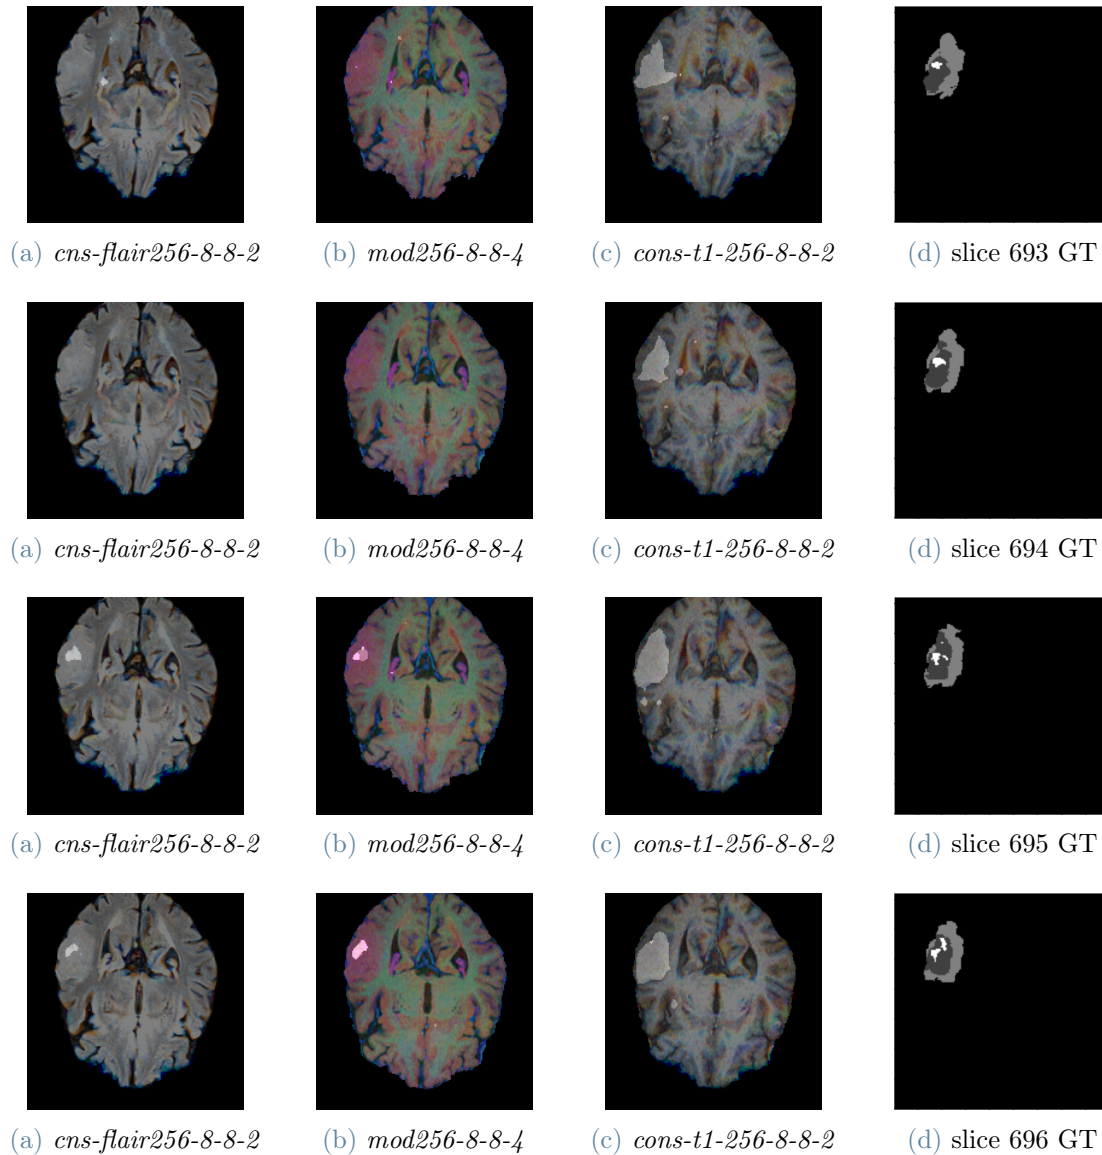 (a) cns-flair256-8-8-2 (b) mod256-8-8-4 (c) cons-t1-256-8-8-2 (d) slice 693 GT
(a) cns-flair256-8-8-2 (b) mod256-8-8-4 (c) cons-t1-256-8-8-2 (d) slice 694 GT
(a) cns-flair256-8-8-2 (b) mod256-8-8-4 (c) cons-t1-256-8-8-2 (d) slice 695 GT
(a) cns-flair256-8-8-2 (b) mod256-8-8-4 (c) cons-t1-256-8-8-2 (d) slice 696 GT